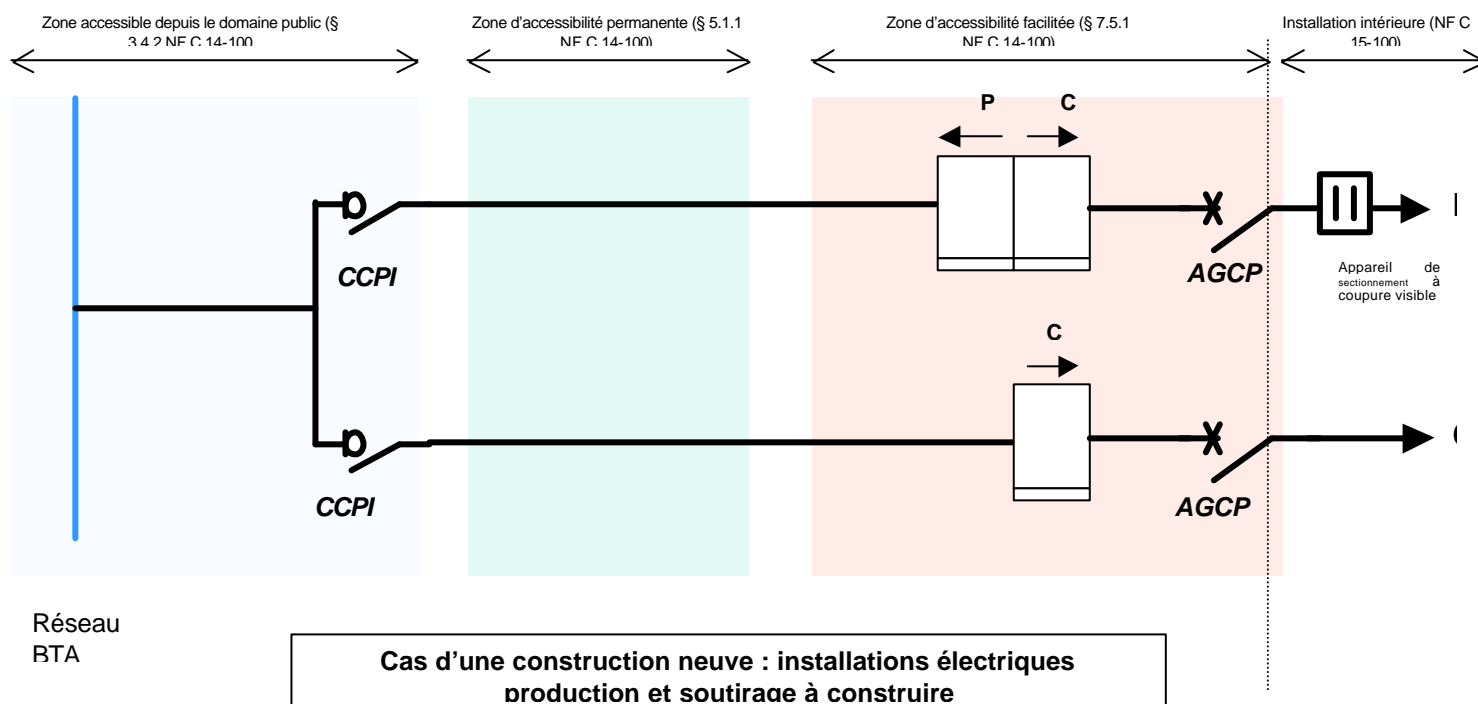 Zone accessible depuis le domaine public (§
3.4.2 NF C 14-100
Zone d'accessibilité permanente (§ 5.1.1
NF C 14-100)
Zone d'accessibilité facilitée (§ 7.5.1
NF C 14-100)
Installation intérieure (NF C
15-100)
P C
CCPI
AGCP
Appareil de
sectionnement à
coupure visible
C
CCPI
AGCP
Réseau
BTA
Cas d'une construction neuve : installations électriques
production et soutirage à construire